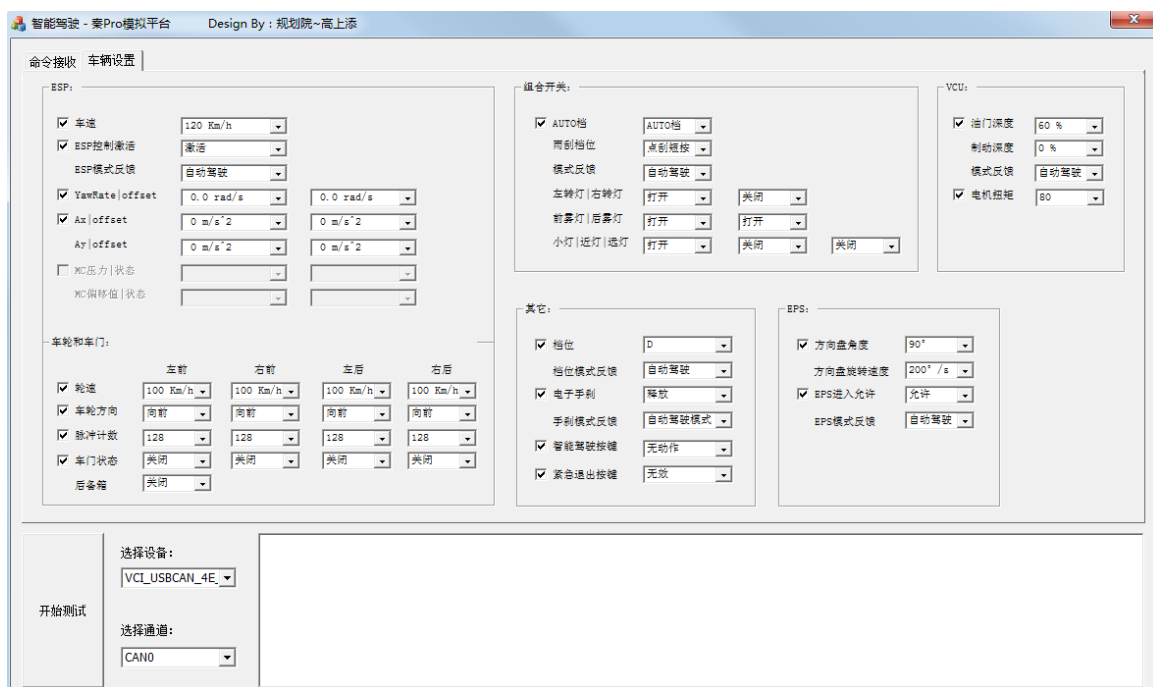 智能驾驶 - 秦Pro模拟平台 Design By：规划院~高上添
命令接收 车辆设置
ESP:
车速 120 Km/h
ESP控制激活 激活
ESP模式反馈 自动驾驶
YawRate|offset 0.0 rad/s 0.0 rad/s
Ax|offset 0 m/s^2 0 m/s^2
Ay|offset 0 m/s^2 0 m/s^2
MC压力|状态
MC偏移值|状态
车轮和车门:
左前 右前 左后 右后
轮速 100 Km/h 100 Km/h 100 Km/h 100 Km/h
车轮方向 向前 向前 向前 向前
脉冲计数 128 128 128 128
车门状态 关闭 关闭 关闭 关闭
后备箱 关闭
组合开关:
AUTO档 AUTO档
雨刮档位 点刮短按
模式反馈 自动驾驶
左转灯|右转灯 打开 关闭
前雾灯|后雾灯 打开 打开
小灯|近灯|远灯 打开 关闭 关闭
VCU:
油门深度 60 %
制动深度 0 %
模式反馈 自动驾驶
电机扭矩 80
其它:
档位 D
档位模式反馈 自动驾驶
电子手刹 释放
手刹模式反馈 自动驾驶模式
智能驾驶按键 无动作
紧急退出按键 无效
EPS:
方向盘角度 90°
方向盘旋转速度 200° /s
EPS进入允许 允许
EPS模式反馈 自动驾驶
开始测试
选择设备:
VCI_USBCAN_4E_
选择通道:
CAN0